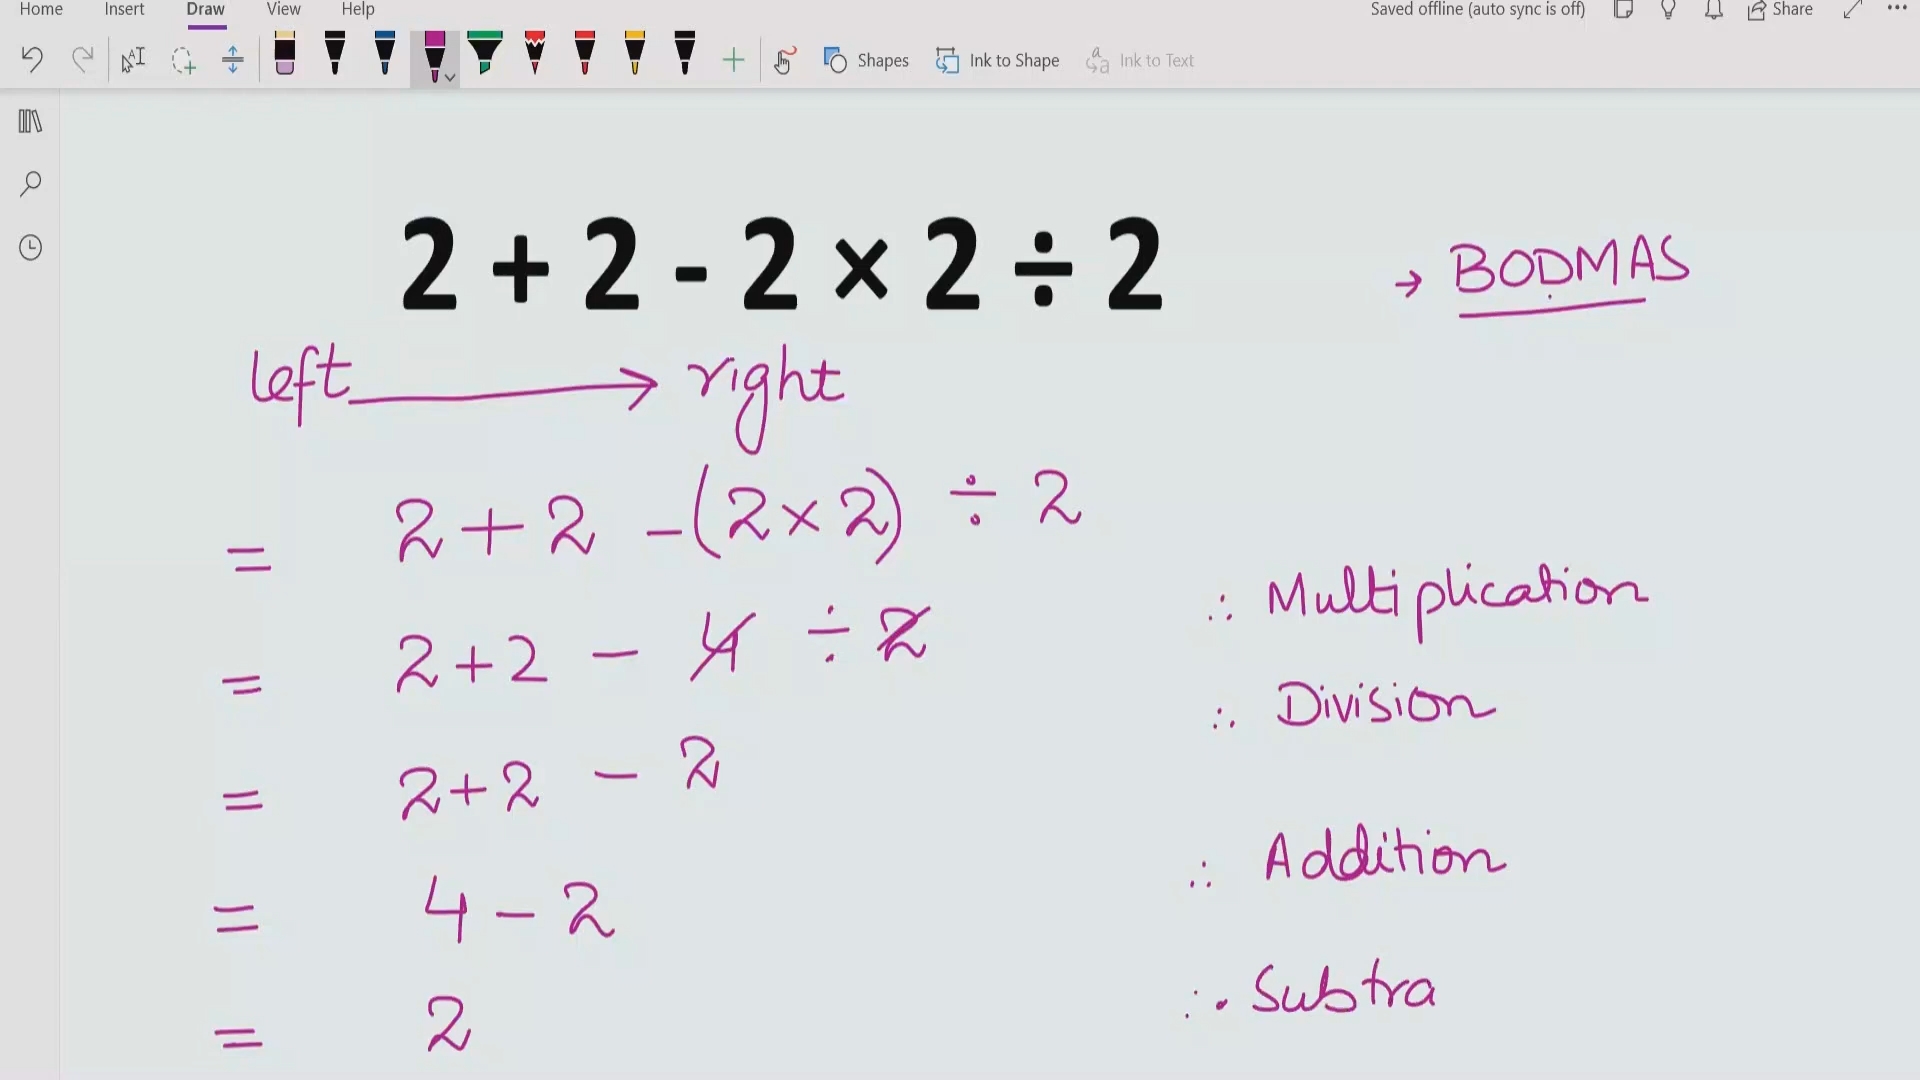 Home Insert Draw View Help Saved offline (auto sync is off) Share
Shapes Ink to Shape Ink to Text
2 + 2 - 2 × 2 ÷ 2
→ BODMAS
left → right
= 2 + 2 - (2 × 2) ÷ 2
∴ Multiplication
= 2 + 2 - 4 ÷ 2
∴ Division
= 2 + 2 - 2
∴ Addition
= 4 - 2
∴ Subtra
= 2